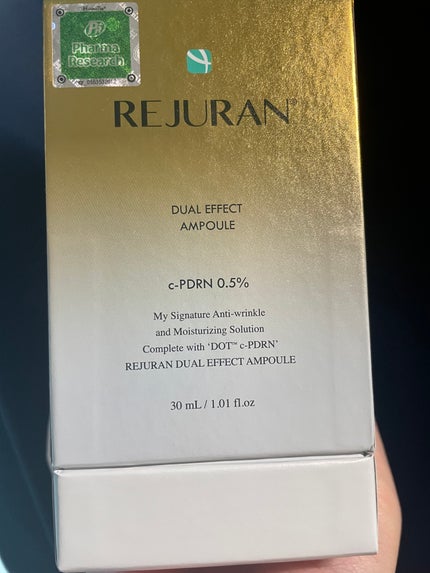 Pharma
Research
REJURAN
DUAL EFFECT
AMPOULE
c-PDRN 0.5%
My Signature Anti-wrinkle
and Moisturizing Solution
Complete with ‘DOT™ c-PDRN’
REJURAN DUAL EFFECT AMPOULE
30 mL / 1.01 fl.oz